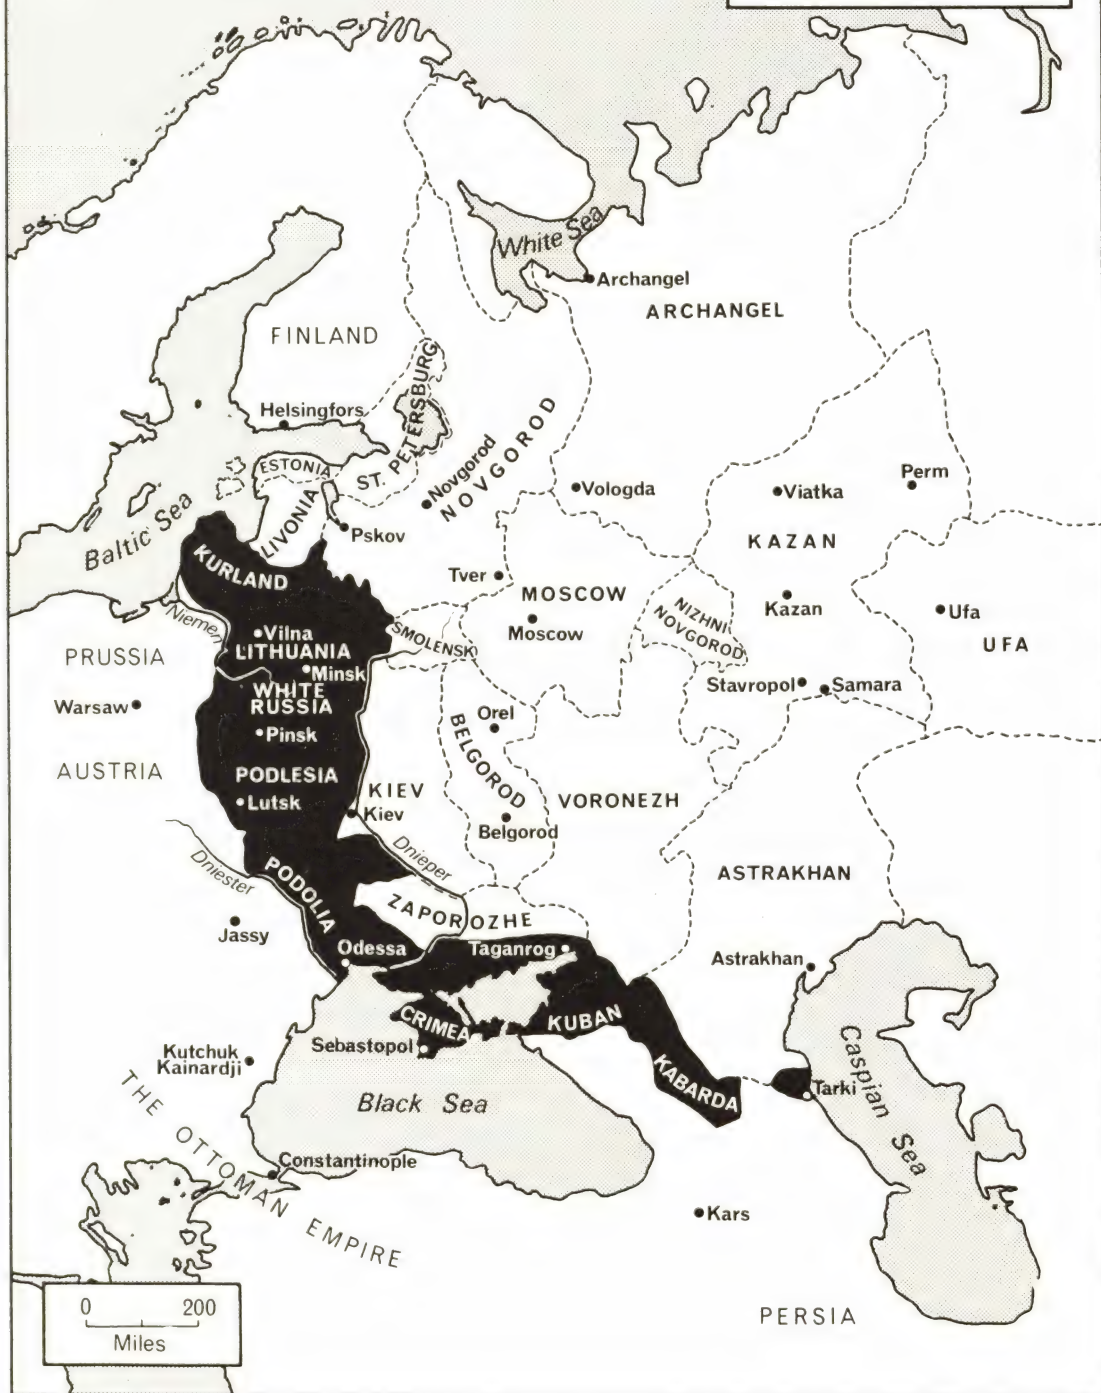 White Sea
Archangel
ARCHANGEL
FINLAND
Helsingfors
ESTONIA
ST. PETERSBURG
Novgorod
NOVGOROD
LIVONIA
Pskov
Baltic Sea
Vologda
Viatka
Perm
KAZAN
Kazan
KURLAND
Tver
MOSCOW
Moscow
NIZHNI
NOVGOROD
Ufa
UFA
Niemen
Vilna
LITHUANIA
Minsk
SMOLENSK
PRUSSIA
WHITE
RUSSIA
Warsaw
Stavropol
Samara
Orel
BELGOROD
Pinsk
AUSTRIA
PODLESIA
Lutsk
KIEV
Kiev
VORONEZH
Belgorod
Dniester
Dnieper
PODOLIA
ZAPOROZHE
ASTRAKHAN
Jassy
Odessa
Taganrog
Astrakhan
CRIMEA
KUBAN
Sebastopol
Kutchuk
Kainardji
KABARDA
Tarki
Caspian Sea
Black Sea
THE OTTOMAN EMPIRE
Constantinople
Kars
PERSIA
0 200
Miles